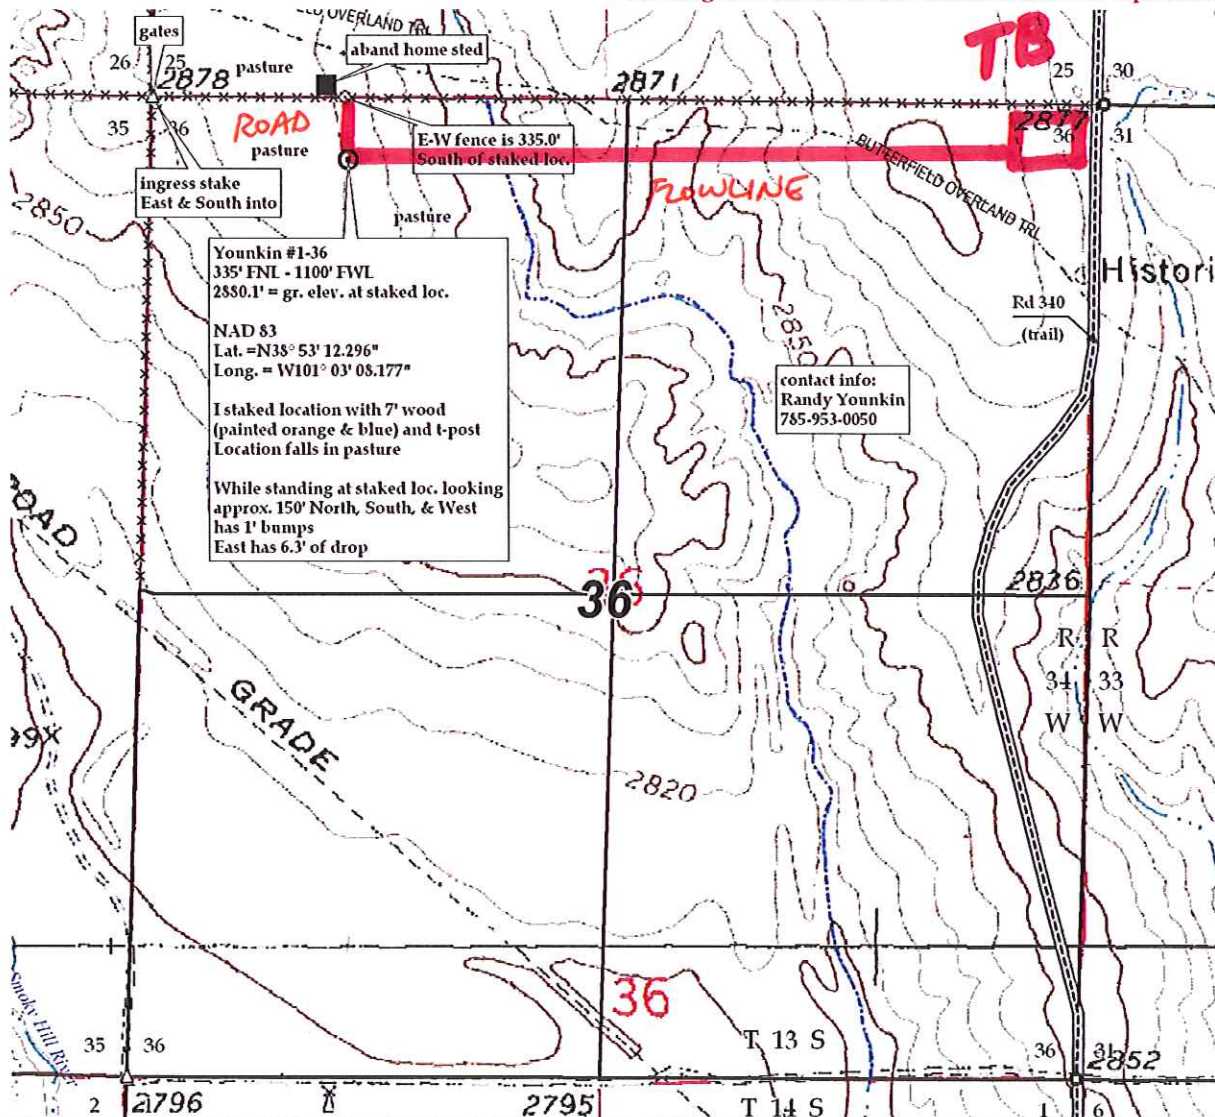 TB
OVERLAND TRL
gates
aband home sted
26 25
2878
pasture
2871
25 30
35 36
ROAD
pasture
E-W fence is 335.0'
South of staked loc.
2877
36 31
BUTTERFIELD OVERLAND TRL
ingress stake
East & South into
FLOWLINE
2850
pasture
Younkin #1-36
335' FNL - 1100' FWL
2880.1' = gr. elev. at staked loc.
NAD 83
Lat. =N38° 53' 12.296"
Long. = W101° 03' 08.177"
I staked location with 7' wood
(painted orange & blue) and t-post
Location falls in pasture
While standing at staked loc. looking
approx. 150' North, South, & West
has 1' bumps
East has 6.3' of drop
Histori
Rd 340
(trail)
2850
contact info:
Randy Younkin
785-953-0050
OAD
36
36
2836
R R
34 33
W W
GRADE
2820
Smoky Hill River
36
35 36
T 13 S
36 31
2852
2 1
2796
2795
T 14 S
1 6